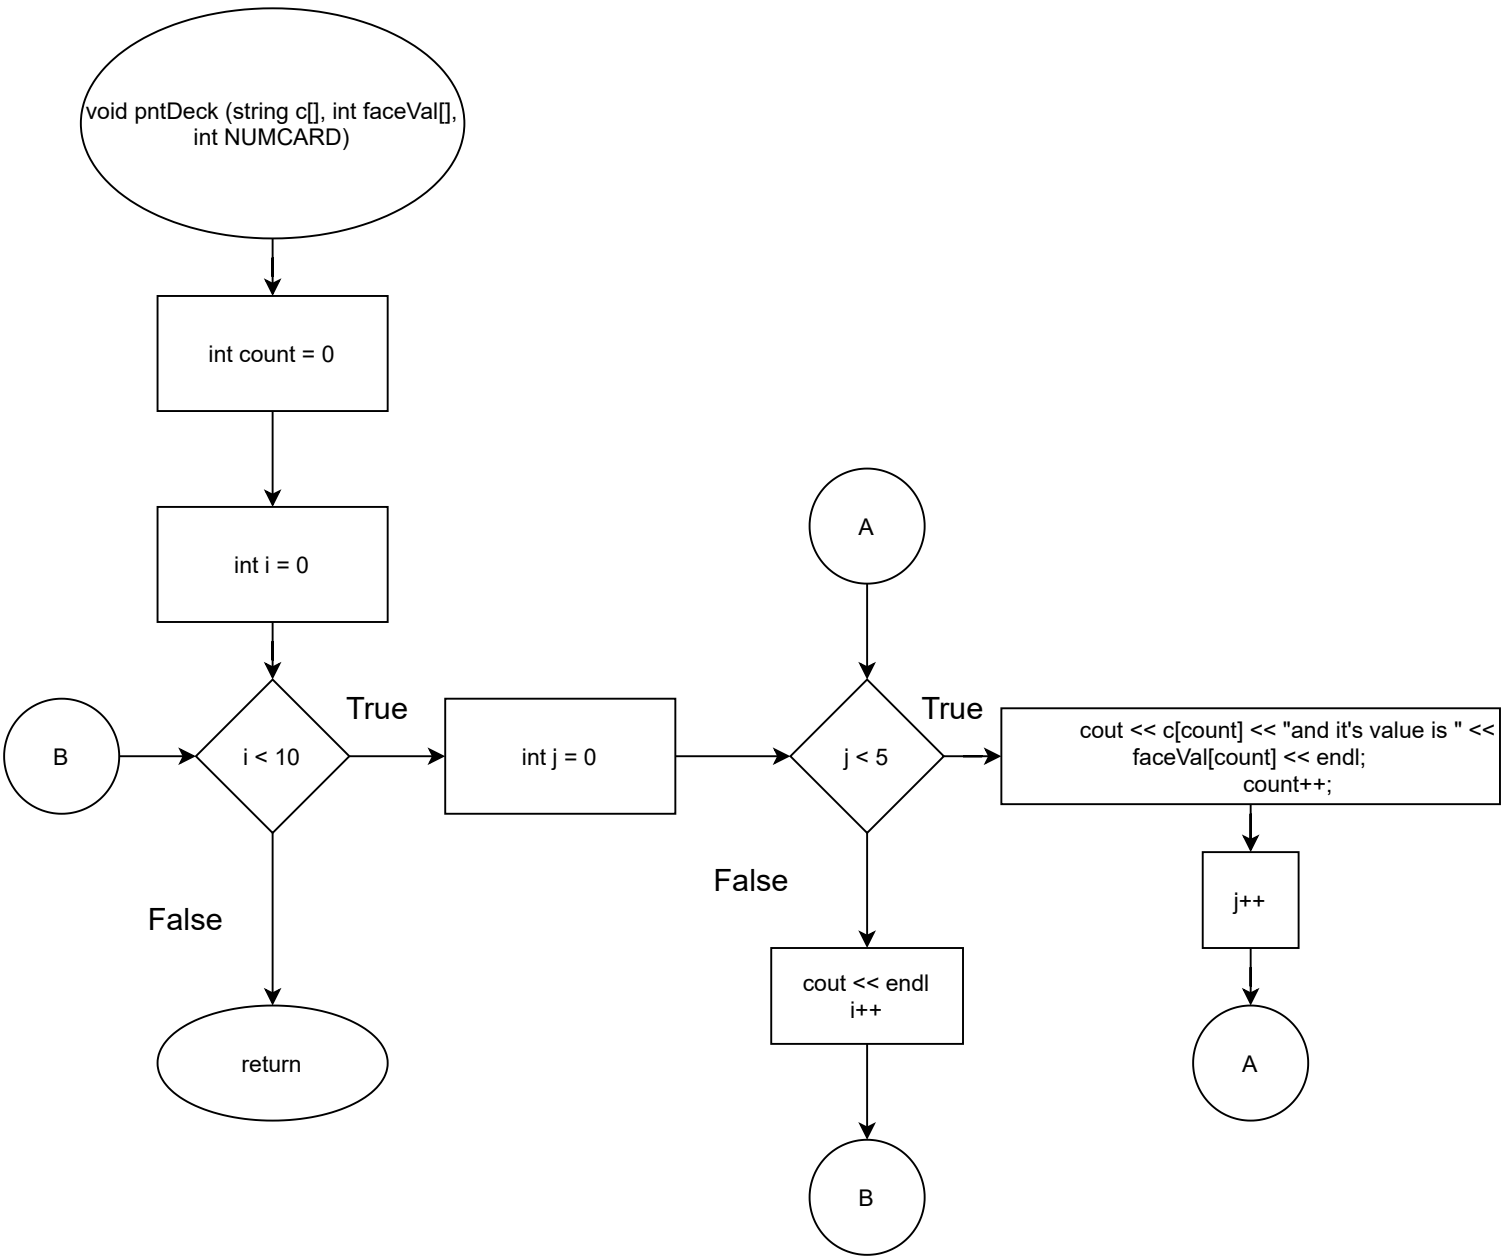 void pntDeck (string c[], int faceVal[],
int NUMCARD)
int count = 0
int i = 0
A
B
i < 10
True
int j = 0
j < 5
True
cout << c[count] << "and it's value is " <<
faceVal[count] << endl;
count++;
False
return
False
cout << endl
i++
B
j++
A